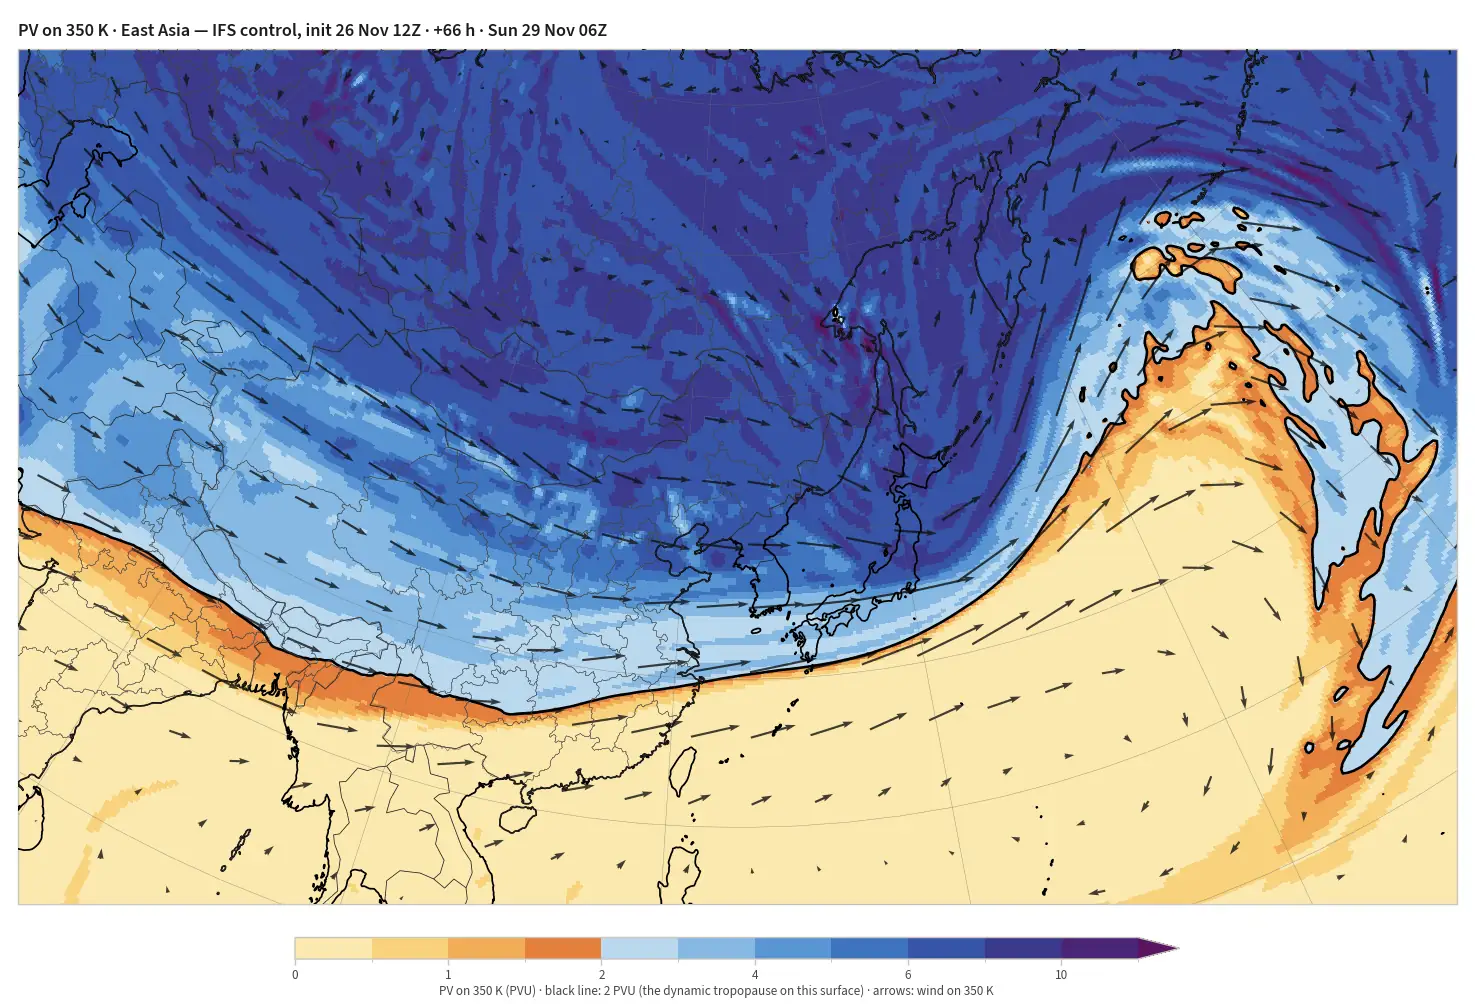 PV on 350 K · East Asia — IFS control, init 26 Nov 12Z · +66 h · Sun 29 Nov 06Z
0 1 2 4 6 10
PV on 350 K (PVU) · black line: 2 PVU (the dynamic tropopause on this surface) · arrows: wind on 350 K